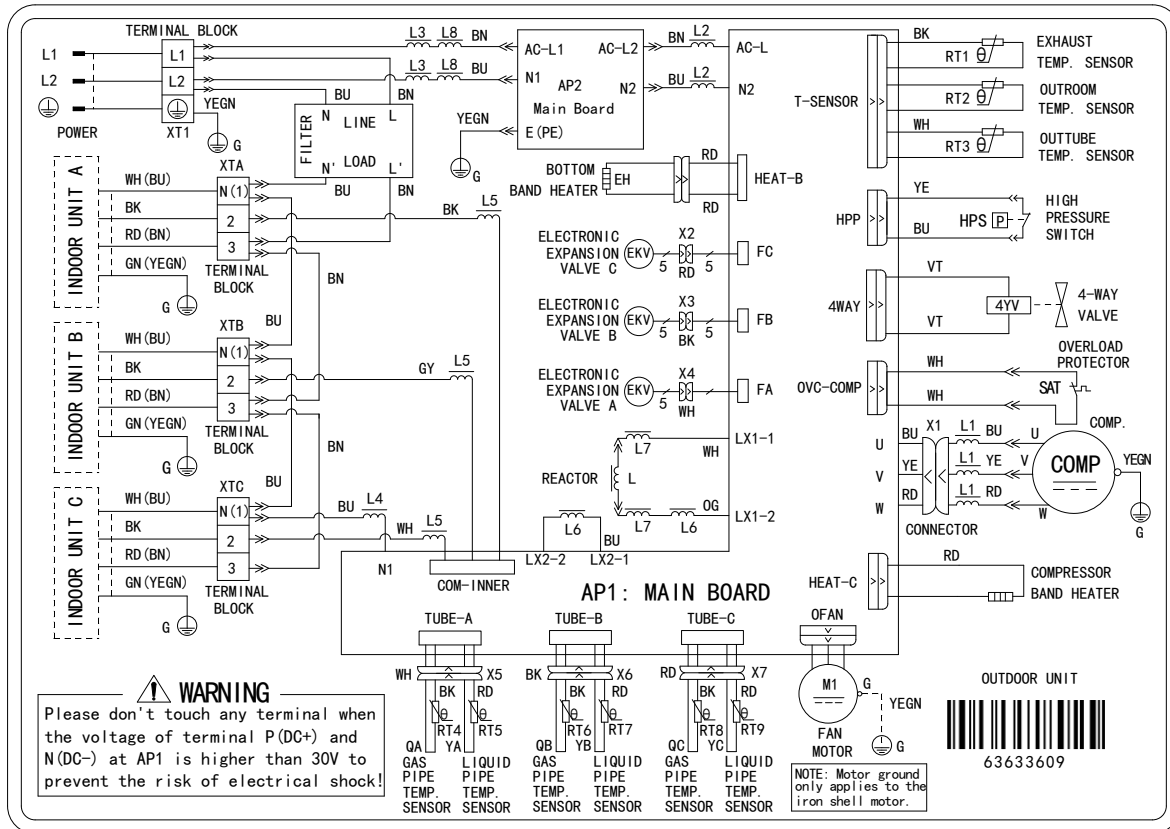 TERMINAL BLOCK
L1
L2
POWER
L1
L2
XT1
YEGN
G
L3 L8 BN
L3 L8 BU
BU
BN
FILTER
N LINE L
N' LOAD L'
BU
BN
AC-L1
AC-L2
N1
AP2
N2
Main Board
E(PE)
YEGN
G
BN L2
BU L2
AC-L
N2
INDOOR UNIT A
WH(BU)
BK
RD(BN)
GN(YEGN)
G
XTA
N(1)
2
3
TERMINAL
BLOCK
BK L5
BN
BU
INDOOR UNIT B
WH(BU)
BK
RD(BN)
GN(YEGN)
G
XTB
N(1)
2
3
TERMINAL
BLOCK
GY L5
BN
BU
INDOOR UNIT C
WH(BU)
BK
RD(BN)
GN(YEGN)
G
XTC
N(1)
2
3
TERMINAL
BLOCK
BU L4
WH L5
N1
COM-INNER
BOTTOM
BAND HEATER
EH
RD
RD
HEAT-B
ELECTRONIC
EXPANSION
VALVE C
EKV
5
X2
RD
5
FC
ELECTRONIC
EXPANSION
VALVE B
EKV
5
X3
BK
5
FB
ELECTRONIC
EXPANSION
VALVE A
EKV
5
X4
WH
FA
REACTOR
L7
L
L7
L6
WH
OG
LX1-1
LX1-2
L6
BU
LX2-2
LX2-1
AP1: MAIN BOARD
T-SENSOR
BK
RT1 θ
EXHAUST
TEMP. SENSOR
RT2 θ
OUTROOM
TEMP. SENSOR
WH
RT3 θ
OUTTUBE
TEMP. SENSOR
HPP
YE
BU
HPS P
HIGH
PRESSURE
SWITCH
4WAY
VT
VT
4YV
4-WAY
VALVE
OVC-COMP
WH
WH
OVERLOAD
PROTECTOR
SAT
U
V
W
BU
YE
RD
X1
CONNECTOR
L1 BU
L1 YE
L1 RD
U
V
W
COMP.
COMP
YEGN
G
HEAT-C
RD
COMPRESSOR
BAND HEATER
TUBE-A
WH
X5
BK
RD
θ
RT4
θ
RT5
QA
YA
GAS
PIPE
TEMP.
SENSOR
LIQUID
PIPE
TEMP.
SENSOR
TUBE-B
BK
X6
BK
RD
θ
RT6
θ
RT7
QB
YB
GAS
PIPE
TEMP.
SENSOR
LIQUID
PIPE
TEMP.
SENSOR
TUBE-C
RD
X7
BK
RD
θ
RT8
θ
RT9
QC
YC
GAS
PIPE
TEMP.
SENSOR
LIQUID
PIPE
TEMP.
SENSOR
OFAN
M1
FAN
MOTOR
G
YEGN
G
NOTE: Motor ground
only applies to the
iron shell motor.
OUTDOOR UNIT
63633609
WARNING
Please don't touch any terminal when
the voltage of terminal P(DC+) and
N(DC-) at AP1 is higher than 30V to
prevent the risk of electrical shock!